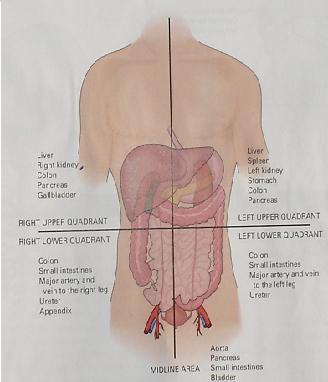 Liver
Right kidney
Colon
Pancreas
Gallbladder
RIGHT UPPER QUADRANT
Liver
Spleen
Left kidney
Stomach
Colon
Pancreas
LEFT UPPER QUADRANT
RIGHT LOWER QUADRANT
Colon
Small intestines
Major artery and
vein to the right leg
Ureter
Appendix
LEFT LOWER QUADRANT
Colon
Small intestines
Major artery and vein
to the left leg
Ureter
MIDLINE AREA
Aorta
Pancreas
Small intestines
Bladder